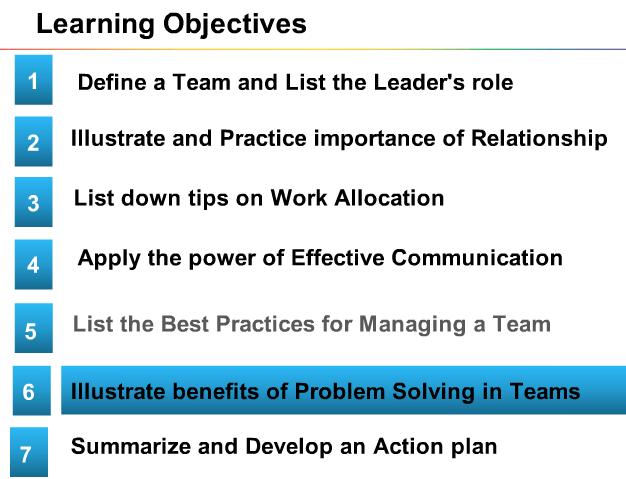 Learning Objectives
1 Define a Team and List the Leader's role
2 Illustrate and Practice importance of Relationship
3 List down tips on Work Allocation
4 Apply the power of Effective Communication
5 List the Best Practices for Managing a Team
6 Illustrate benefits of Problem Solving in Teams
7 Summarize and Develop an Action plan